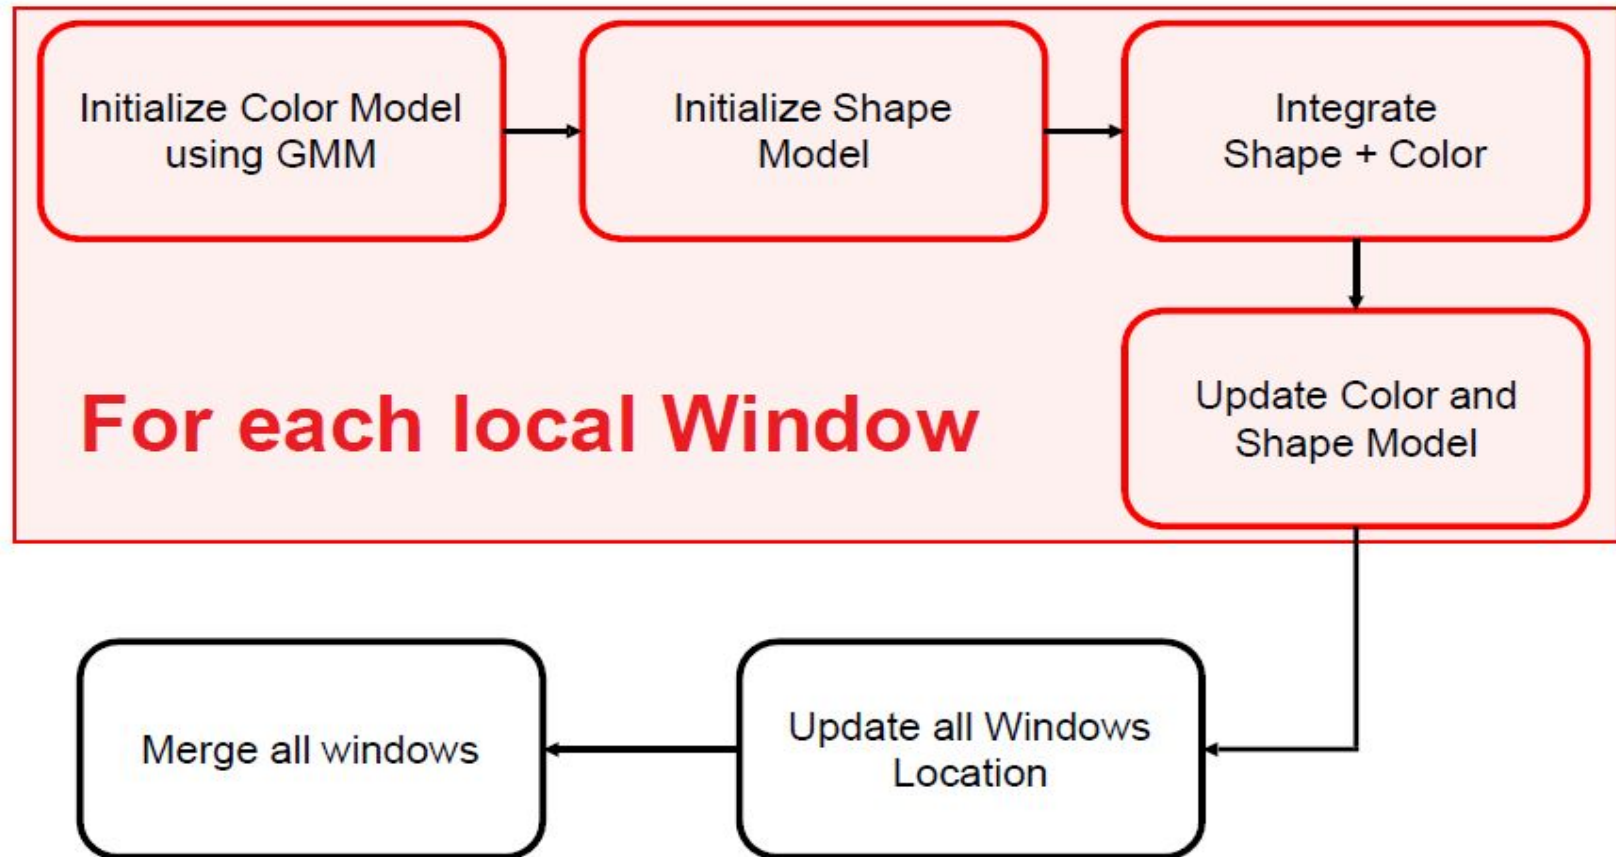 Initialize Color Model
using GMM
Initialize Shape
Model
Integrate
Shape + Color
Update Color and
Shape Model
For each local Window
Merge all windows
Update all Windows
Location